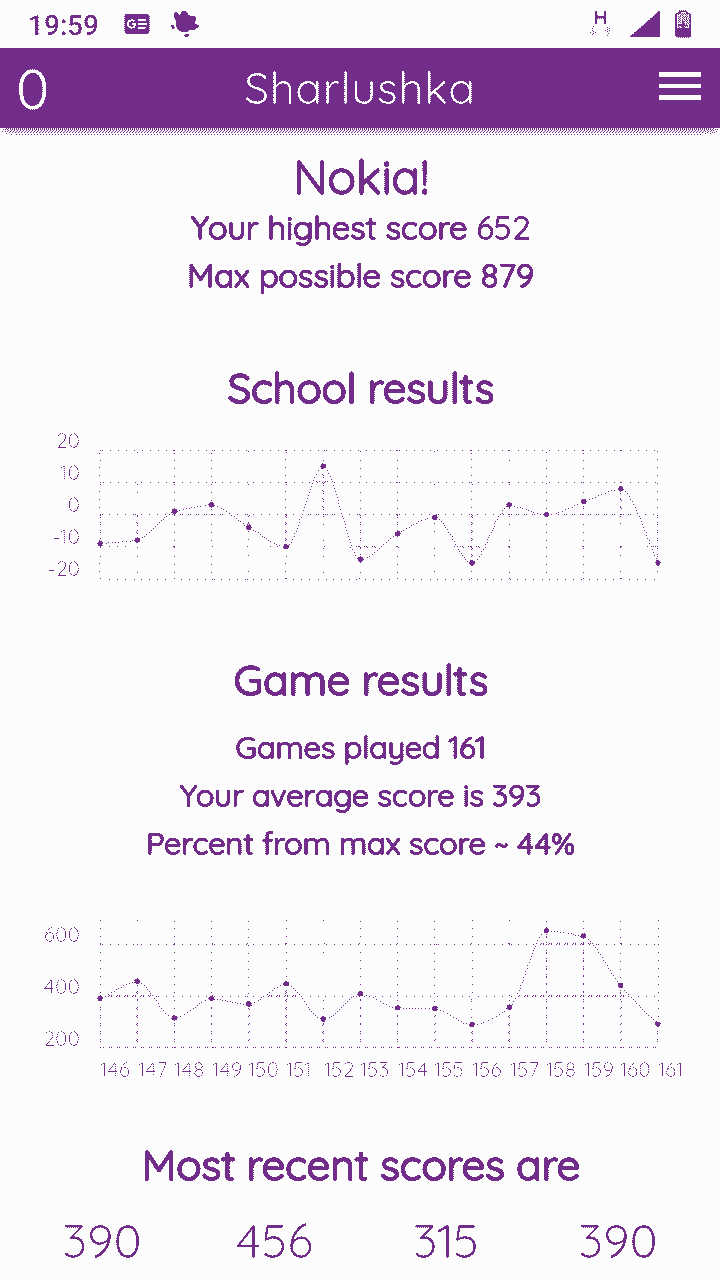 19:59 GE H
0 Sharlushka
Nokia!
Your highest score 652
Max possible score 879
School results
20
10
0
-10
-20
Game results
Games played 161
Your average score is 393
Percent from max score ~ 44%
600
400
200
146 147 148 149 150 151 152 153 154 155 156 157 158 159 160 161
Most recent scores are
390 456 315 390